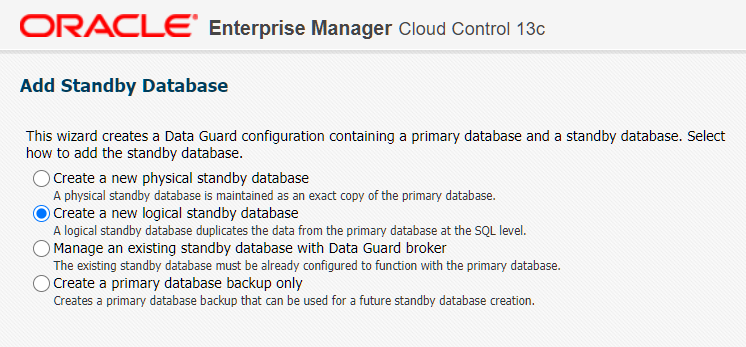 ORACLE Enterprise Manager Cloud Control 13c
Add Standby Database
This wizard creates a Data Guard configuration containing a primary database and a standby database. Select
how to add the standby database.
Create a new physical standby database
A physical standby database is maintained as an exact copy of the primary database.
Create a new logical standby database
A logical standby database duplicates the data from the primary database at the SQL level.
Manage an existing standby database with Data Guard broker
The existing standby database must be already configured to function with the primary database.
Create a primary database backup only
Creates a primary database backup that can be used for a future standby database creation.